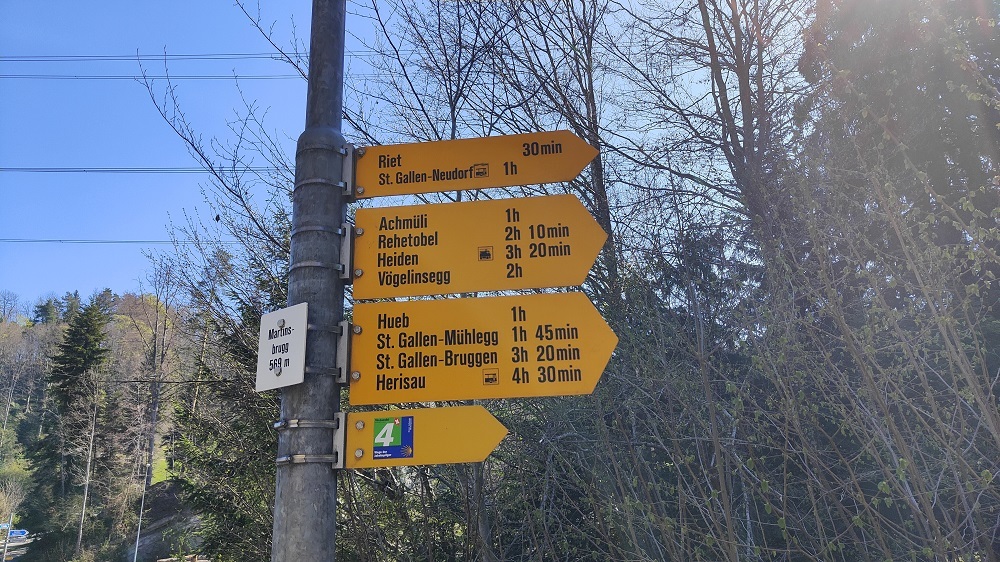 Riet 30min
St. Gallen-Neudorf 1h
Achmüli 1h
Rehetobel 2h 10min
Heiden 3h 20min
Vögelinsegg 2h
Martins-
brugg
569 m
Hueb 1h
St. Gallen-Mühlegg 1h 45min
St. Gallen-Bruggen 3h 20min
Herisau 4h 30min
4